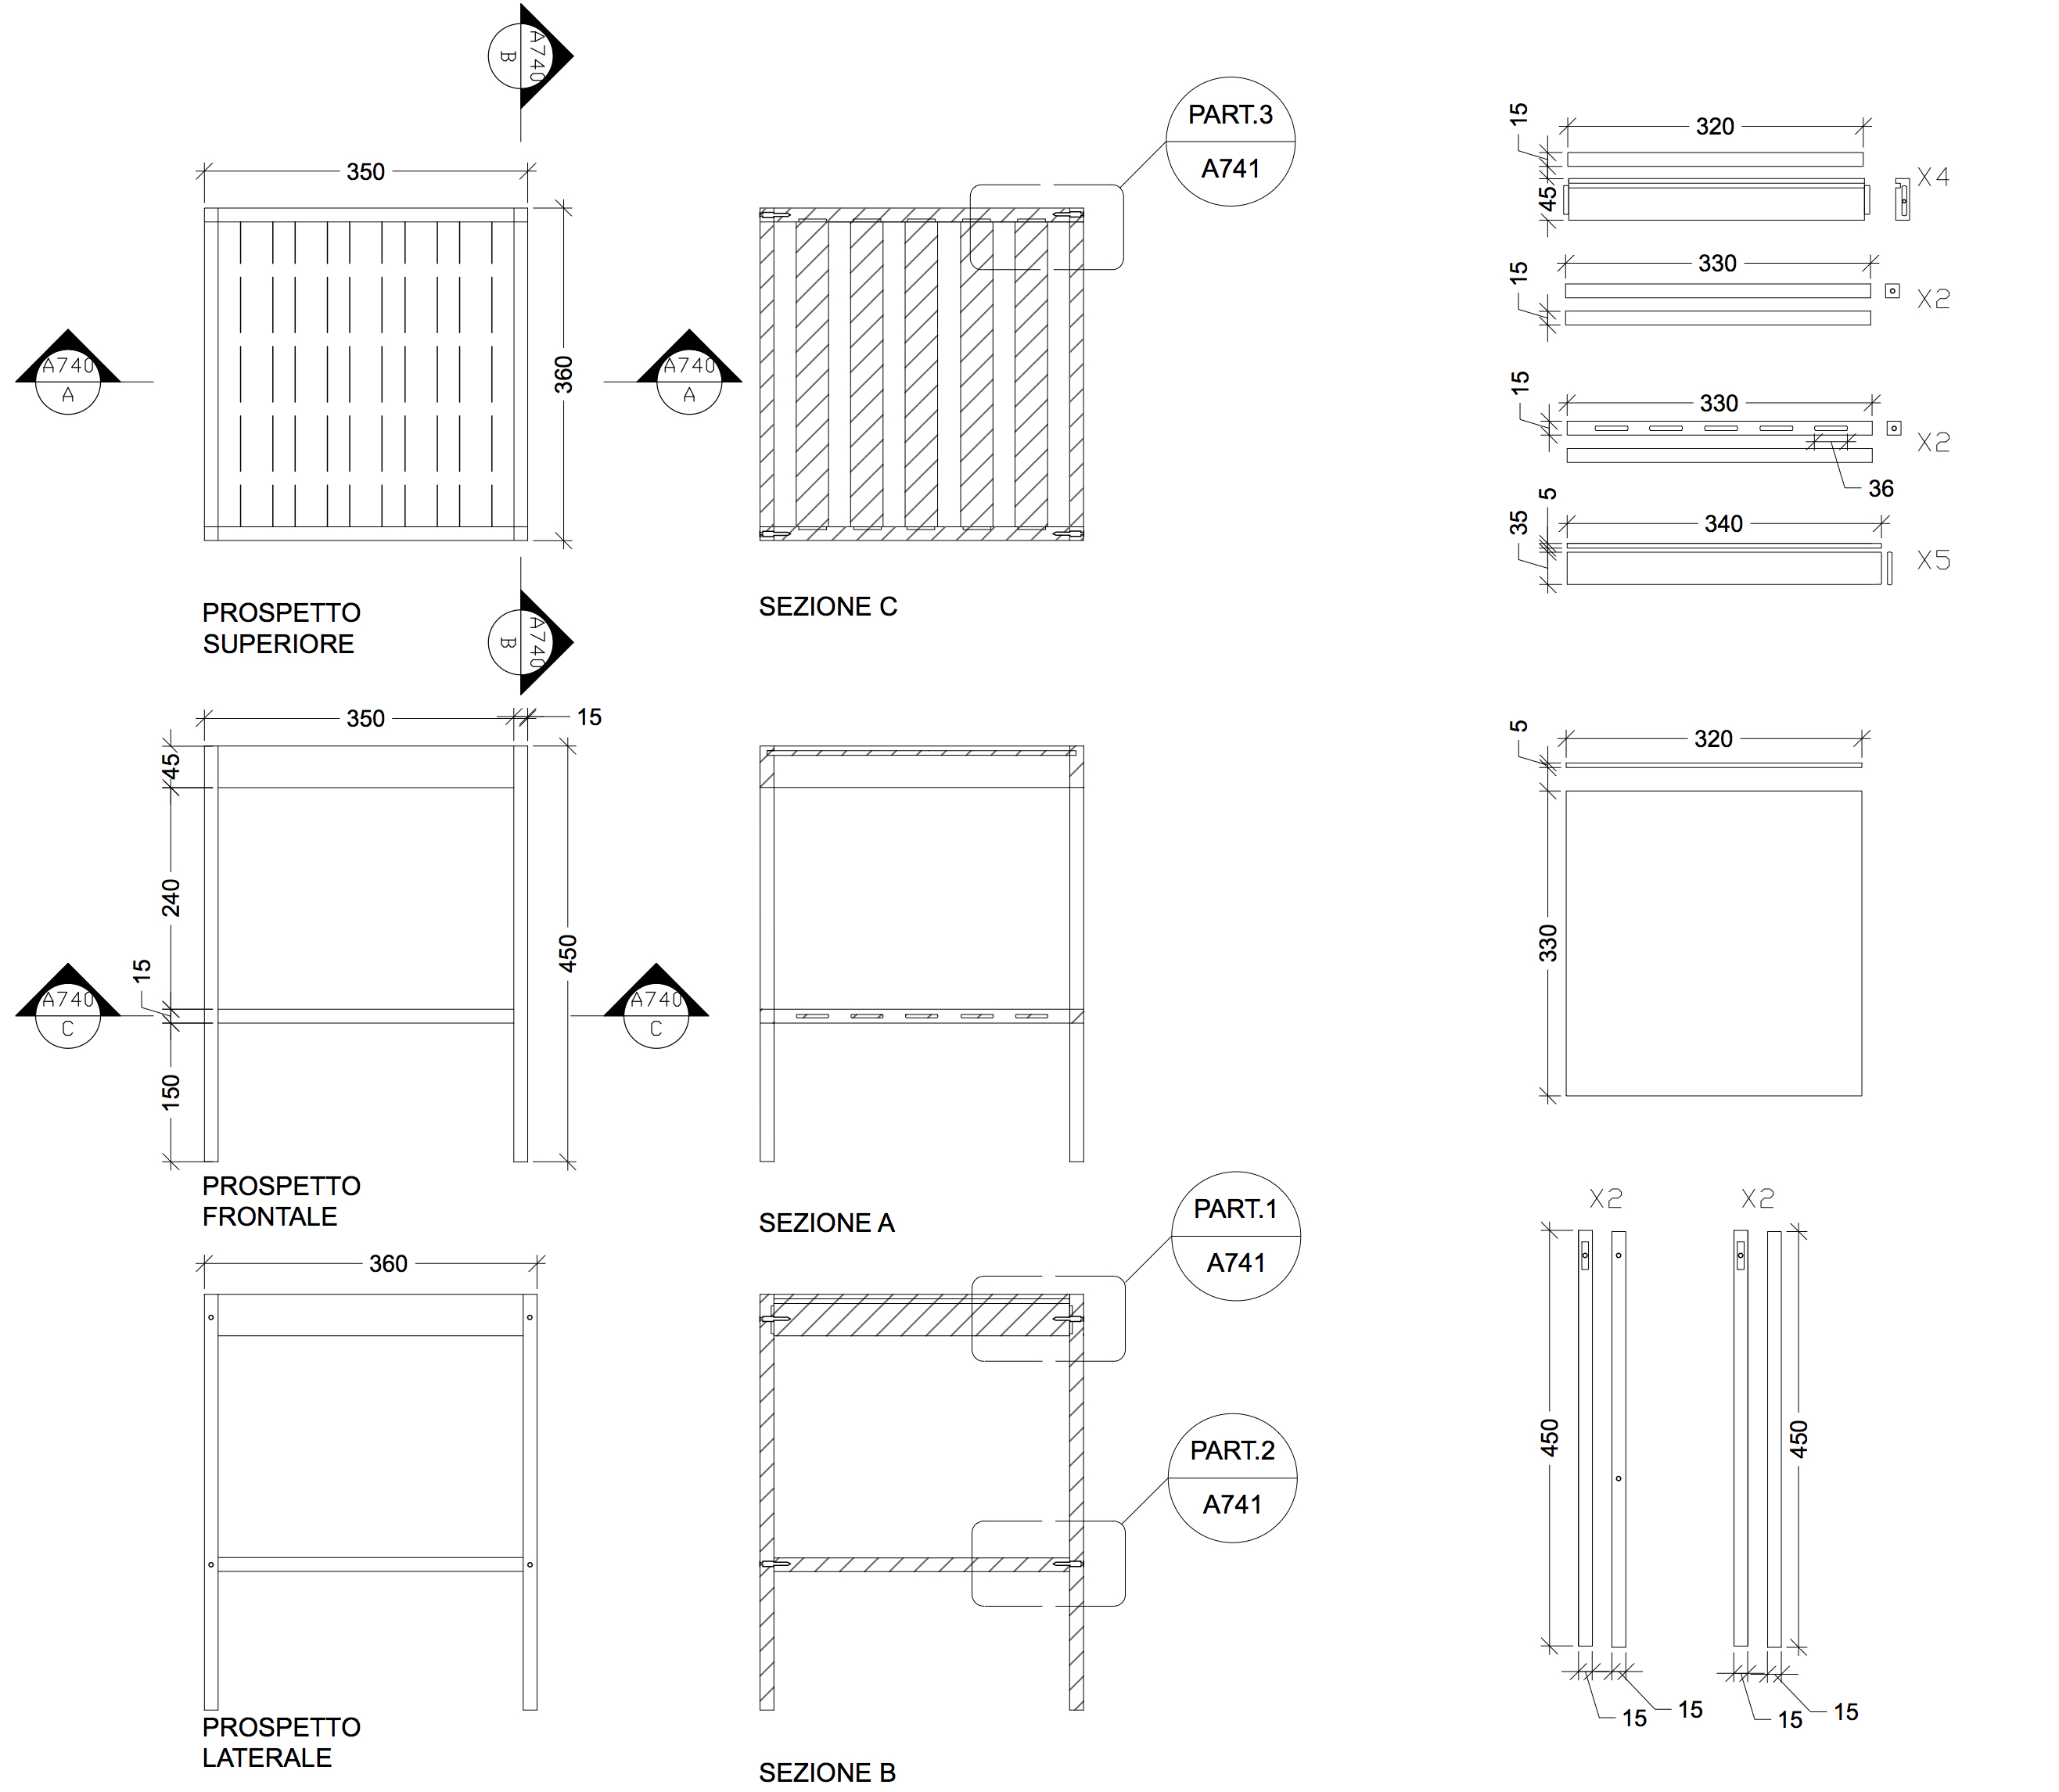 A740
B
PART.3
A741
350
360
A740
A
A740
A
PROSPETTO
SUPERIORE
A740
B
SEZIONE C
15
320
45
X4
15
330
X2
15
330
X2
36
5
35
340
X5
350
15
45
240
15
150
450
A740
C
A740
C
PROSPETTO
FRONTALE
SEZIONE A
5
320
330
PART.1
A741
360
PROSPETTO
LATERALE
PART.2
A741
SEZIONE B
X2
X2
450
450
15
15
15
15